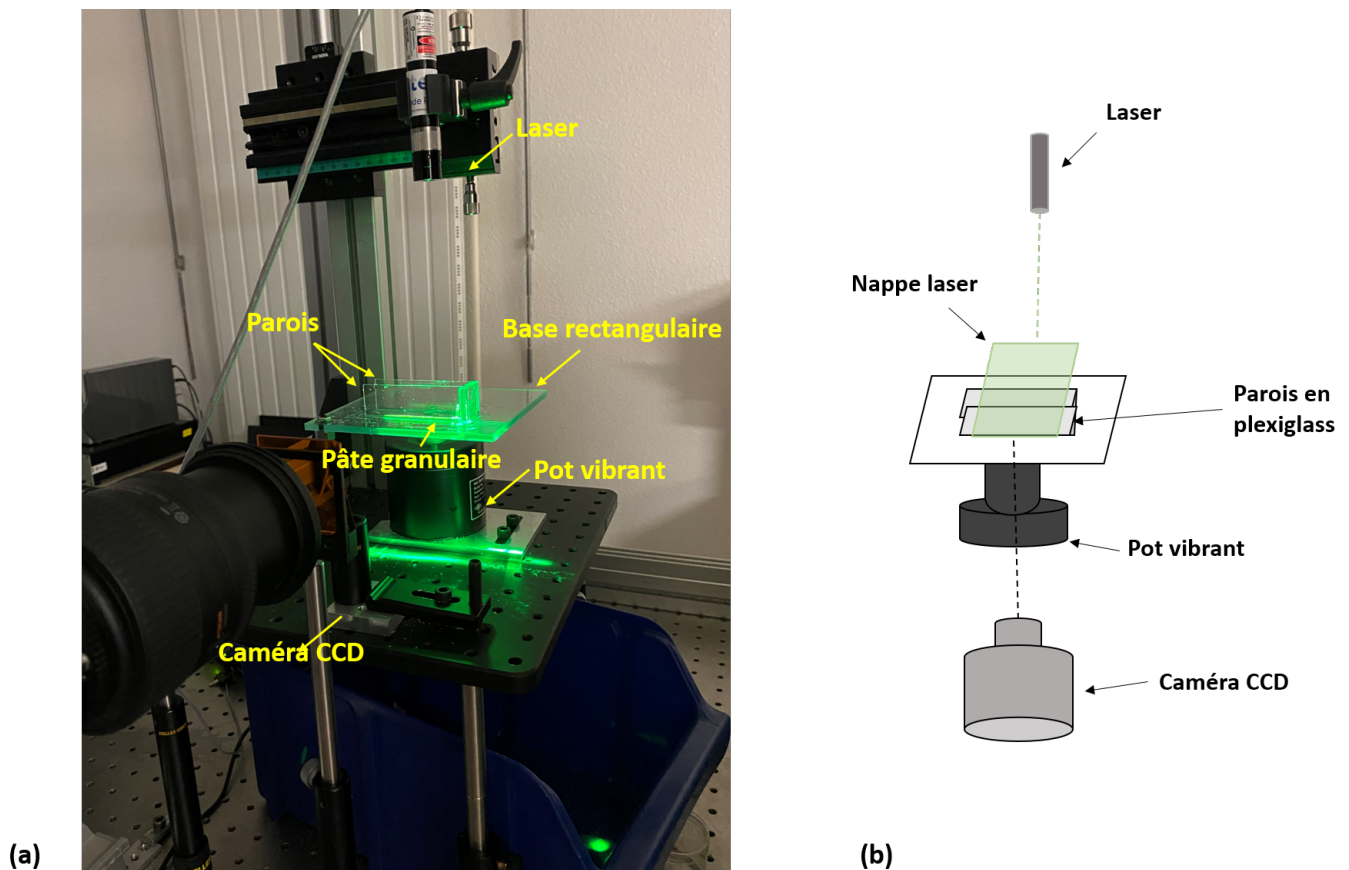 Laser
Parois
Base rectangulaire
Pâte granulaire
Pot vibrant
Caméra CCD
(a)
Laser
Nappe laser
Parois en
plexiglass
Pot vibrant
Caméra CCD
(b)